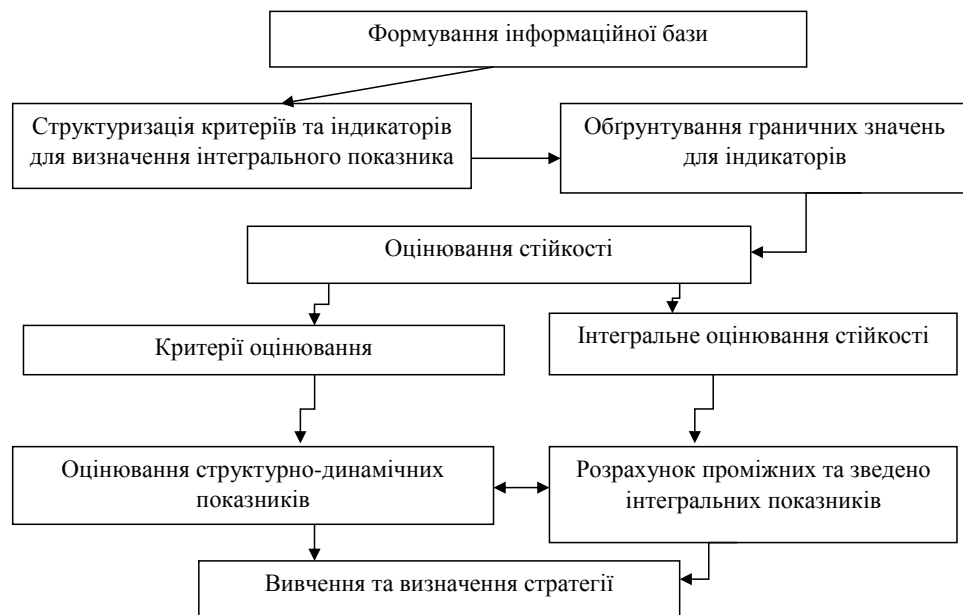 Формування інформаційної бази
Структуризація критеріїв та індикаторів
для визначення інтегрального показника
Обґрунтування граничних значень
для індикаторів
Оцінювання стійкості
Критерії оцінювання
Інтегральне оцінювання стійкості
Оцінювання структурно-динамічних
показників
Розрахунок проміжних та зведено
інтегральних показників
Вивчення та визначення стратегії